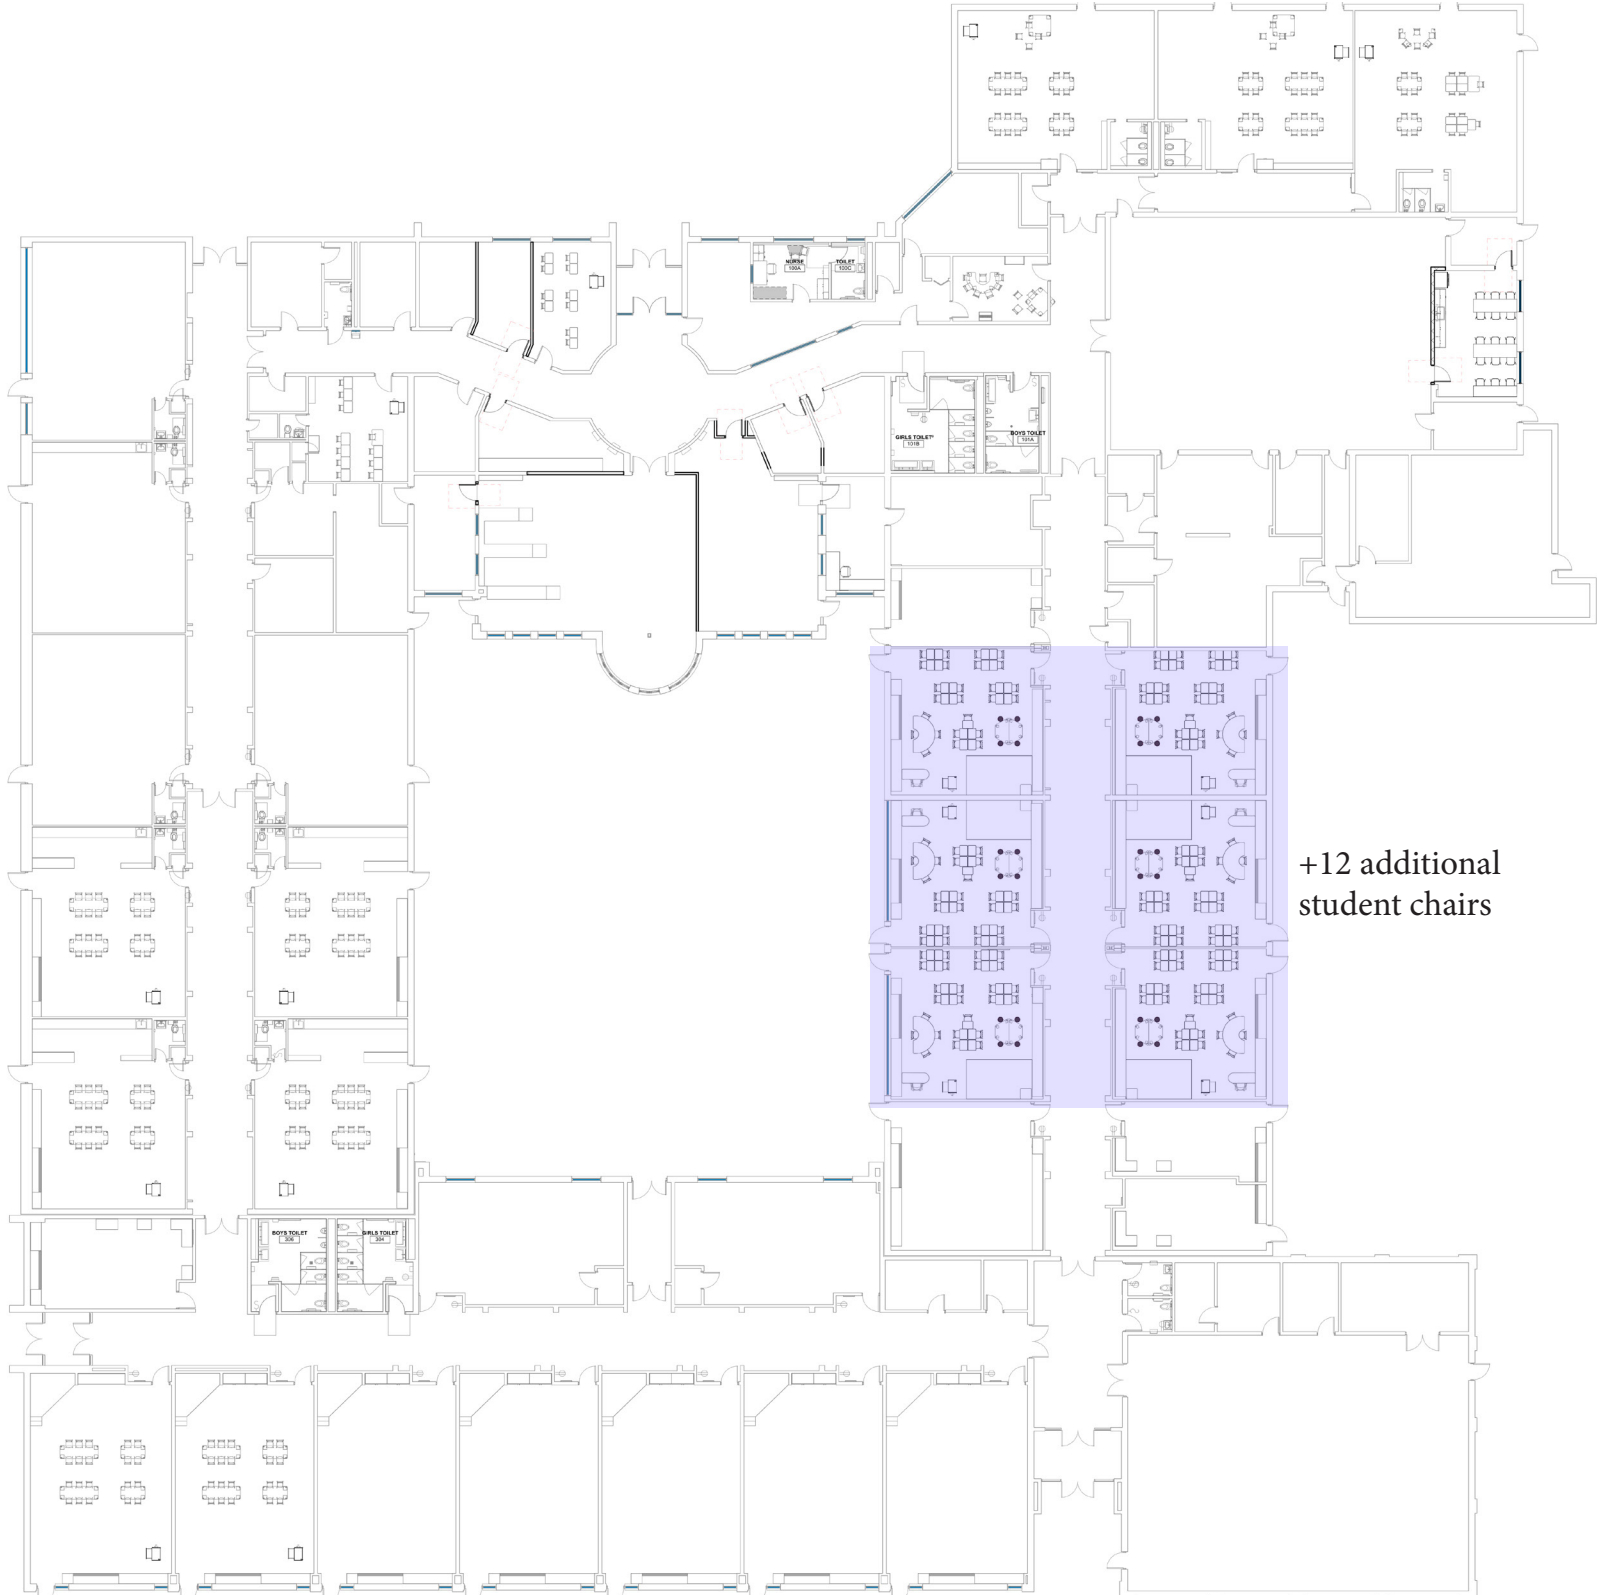 NURSE
100A
TOILET
100C
GIRLS TOILET
101B
BOYS TOILET
101A
+12 additional
student chairs
BOYS TOILET
306
GIRLS TOILET
304